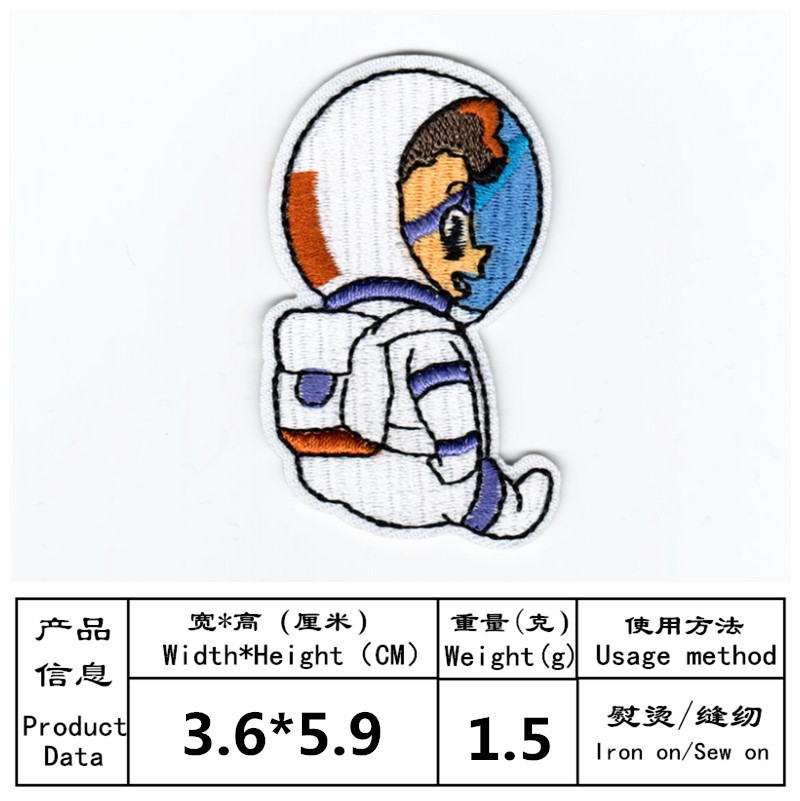 产品
信息
Product
Data
宽*高 (厘米)
Width*Height (CM)
3.6*5.9
重量(克)
Weight(g)
1.5
使用方法
Usage method
熨烫/缝纫
Iron on/Sew on